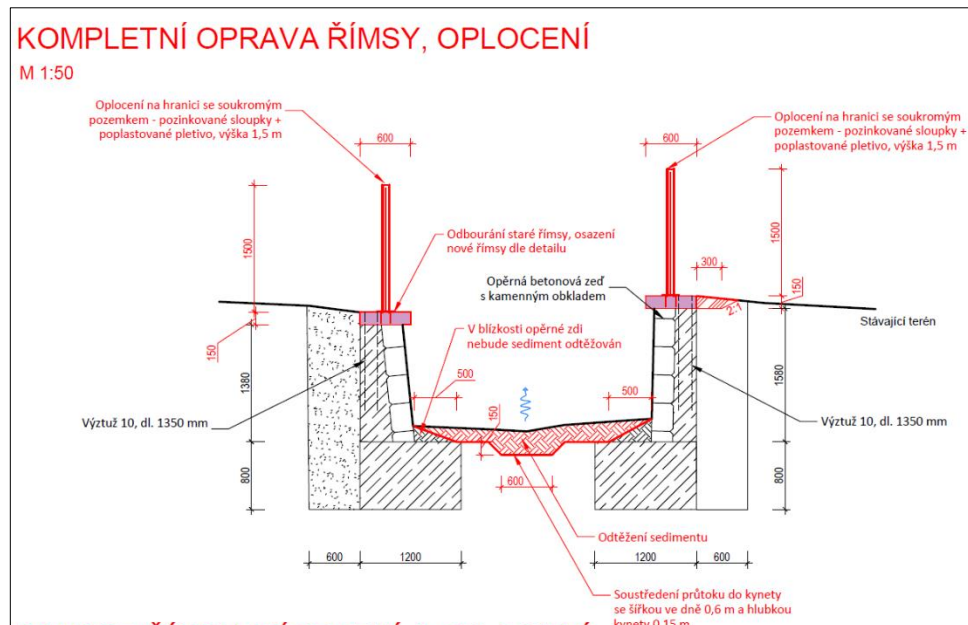 KOMPLETNÍ OPRAVA ŘÍMSY, OPLOCENÍ
M 1:50
Oplocení na hranici se soukromým
pozemkem - pozinkované sloupky +
poplastované pletivo, výška 1,5 m
600
600
Oplocení na hranici se soukromým
pozemkem - pozinkované sloupky +
poplastované pletivo, výška 1,5 m
1500
1500
Odbourání staré římsy, osazení
nové římsy dle detailu
Opěrná betonová zeď
s kamenným obkladem
300
150
2:1
Stávající terén
150
V blízkosti opěrné zdi
nebude sediment odtěžován
500
500
150
1380
1580
Výztuž 10, dl. 1350 mm
Výztuž 10, dl. 1350 mm
800
800
600
Odtěžení sedimentu
600
1200
1200
600
Soustředění průtoku do kynety
se šířkou ve dně 0,6 m a hlubkou
kynety 0,15 m